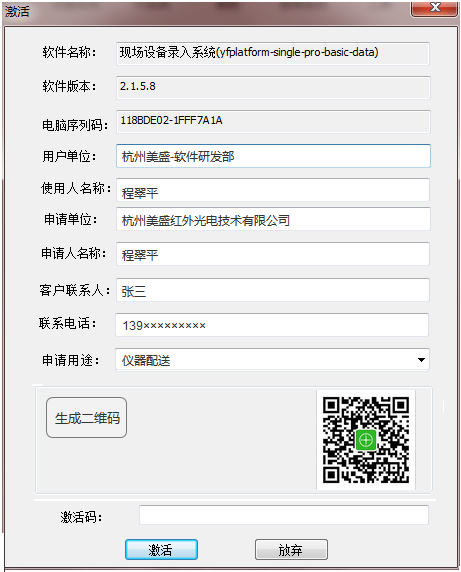 激活
软件名称： 现场设备录入系统(yfplatform-single-pro-basic-data)
软件版本： 2.1.5.8
电脑序列码： 118BDE02-1FFF7A1A
用户单位： 杭州美盛-软件研发部
使用人名称： 程翠平
申请单位： 杭州美盛红外光电技术有限公司
申请人名称： 程翠平
客户联系人： 张三
联系电话： 139×××××××××
申请用途： 仪器配送
生成二维码
激活码：
激活 放弃